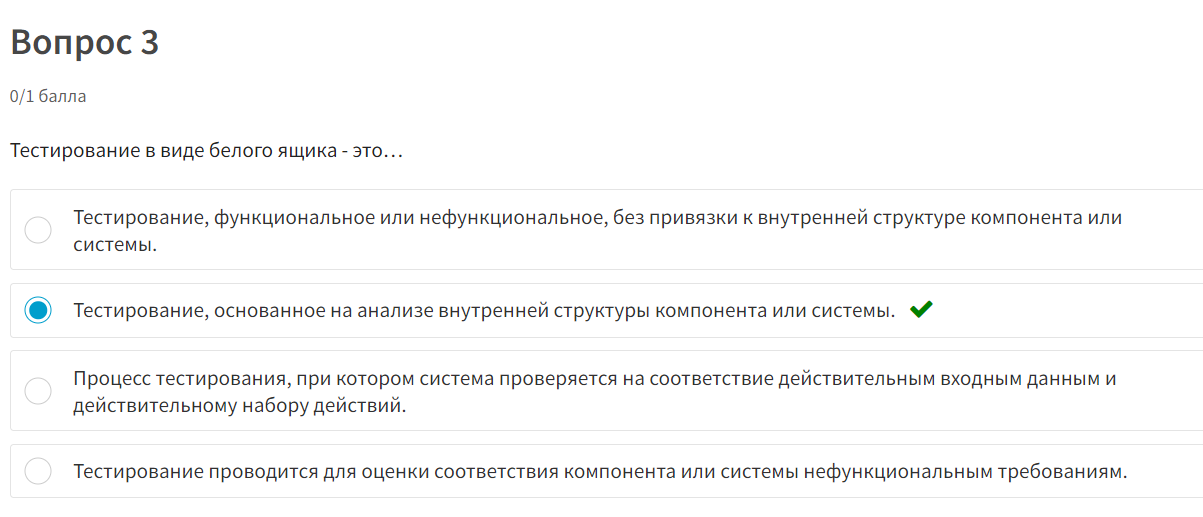 Вопрос 3
0/1 балла
Тестирование в виде белого ящика - это…
Тестирование, функциональное или нефункциональное, без привязки к внутренней структуре компонента или
системы.
Тестирование, основанное на анализе внутренней структуры компонента или системы.
Процесс тестирования, при котором система проверяется на соответствие действительным входным данным и
действительному набору действий.
Тестирование проводится для оценки соответствия компонента или системы нефункциональным требованиям.